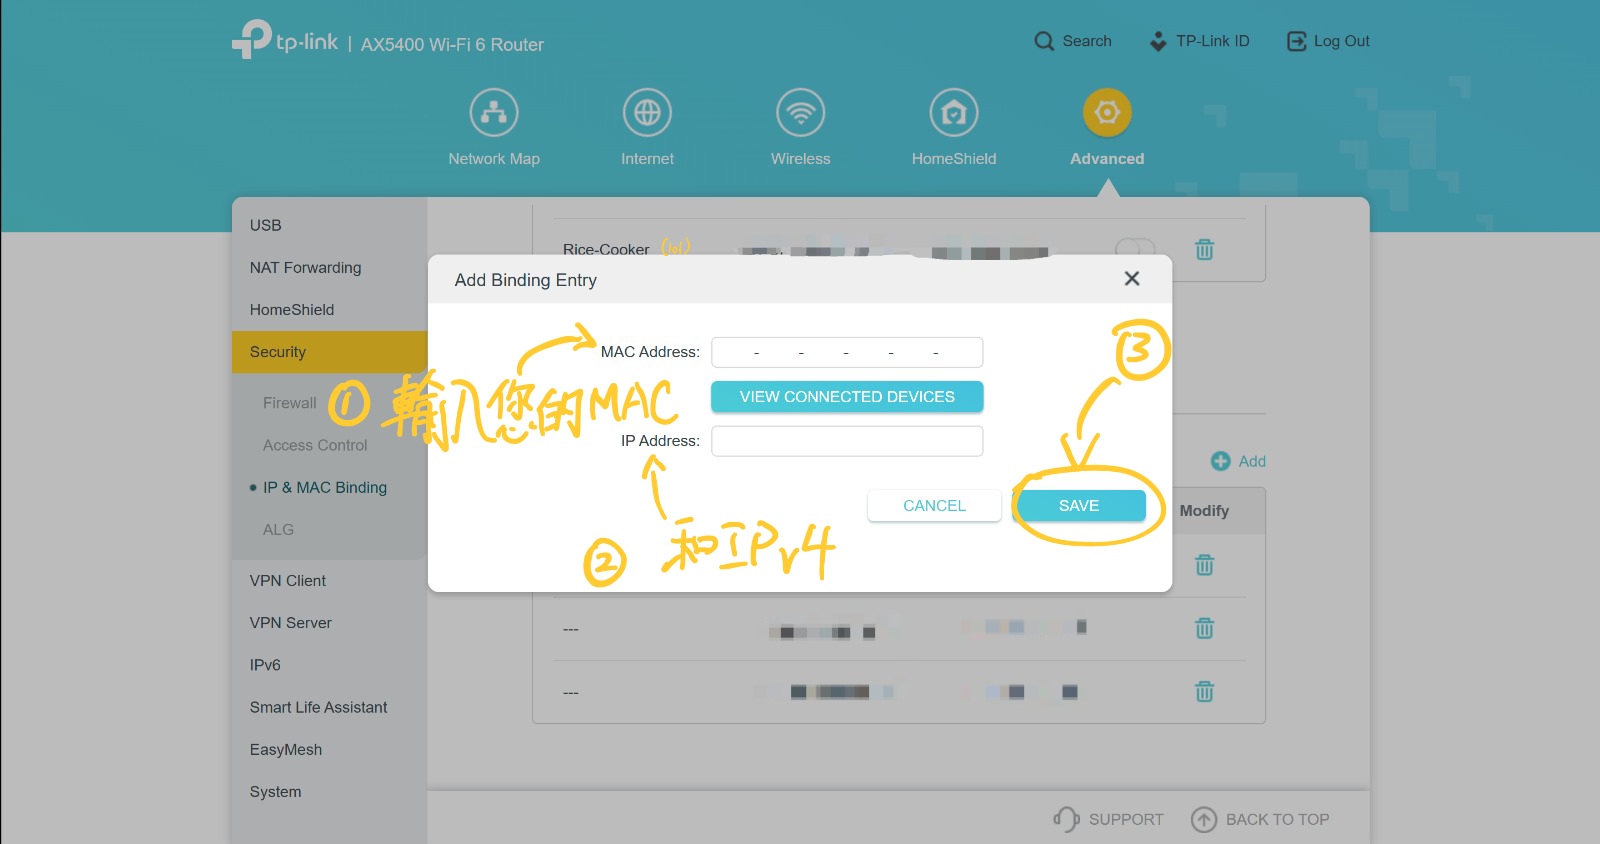 tp-link | AX5400 Wi-Fi 6 Router
Search
TP-Link ID
Log Out
Network Map
Internet
Wireless
HomeShield
Advanced
USB
NAT Forwarding
HomeShield
Security
Firewall
Access Control
IP & MAC Binding
ALG
VPN Client
VPN Server
IPv6
Smart Life Assistant
EasyMesh
System
Rice-Cooker (lol)
Add Binding Entry
MAC Address: - - - - -
① 輸入您的MAC
VIEW CONNECTED DEVICES
IP Address:
② 和IPv4
③
CANCEL
SAVE
Add
Modify
---
---
SUPPORT
BACK TO TOP